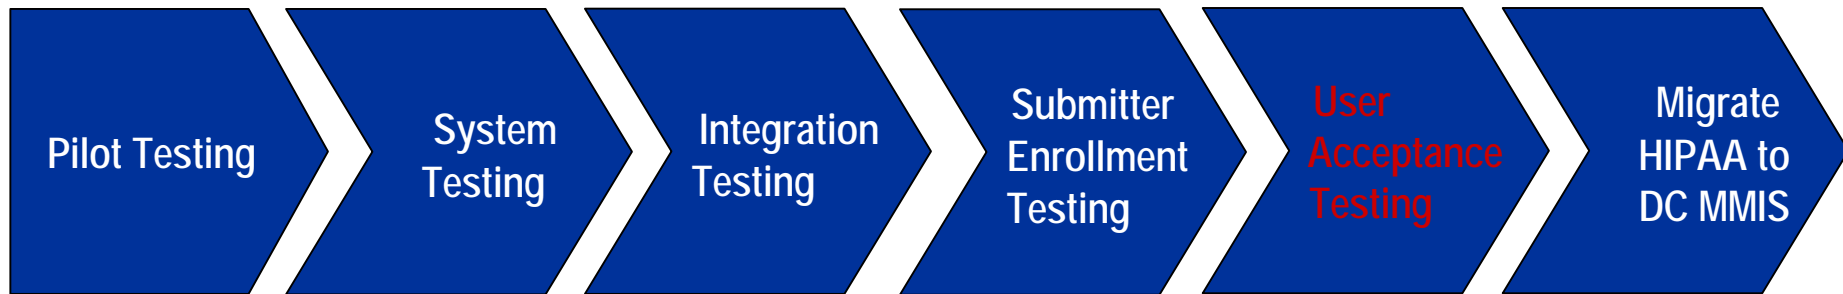 Pilot Testing
System
Testing
Integration
Testing
Submitter
Enrollment
Testing
User
Acceptance
Testing
Migrate
HIPAA to
DC MMIS